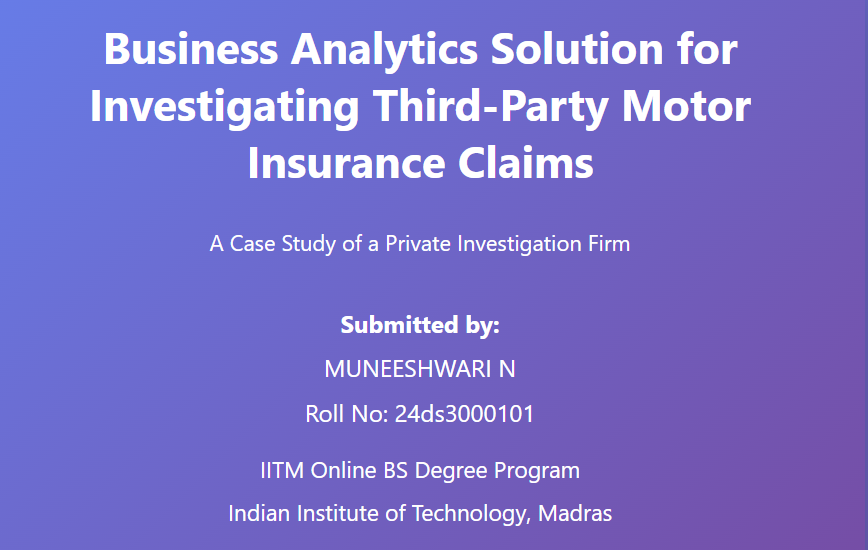 Business Analytics Solution for
Investigating Third-Party Motor
Insurance Claims
A Case Study of a Private Investigation Firm
Submitted by:
MUNEESHWARI N
Roll No: 24ds3000101
IITM Online BS Degree Program
Indian Institute of Technology, Madras